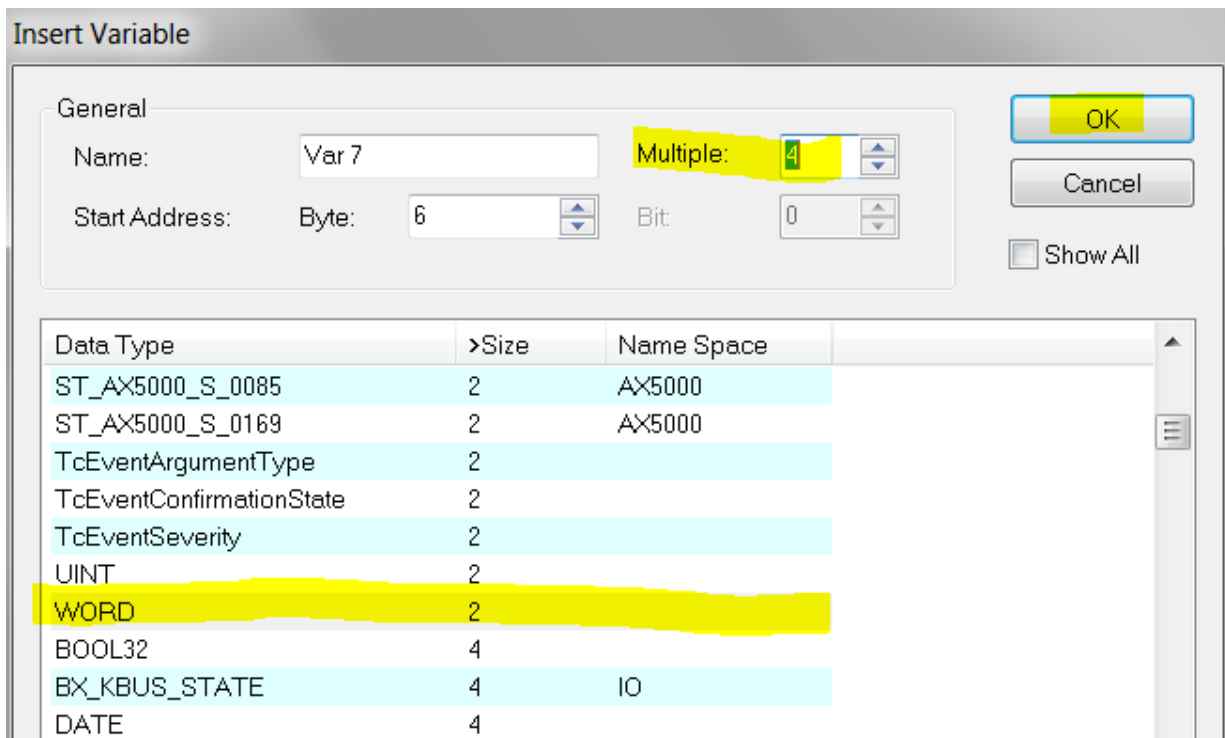 Insert Variable
General
Name: Var 7 Multiple: 4 OK
Cancel
Start Address: Byte: 6 Bit: 0
Show All
Data Type >Size Name Space
ST_AX5000_S_0085 2 AX5000
ST_AX5000_S_0169 2 AX5000
TcEventArgumentType 2
TcEventConfirmationState 2
TcEventSeverity 2
UINT 2
WORD 2
BOOL32 4
BX_KBUS_STATE 4 IO
DATE 4